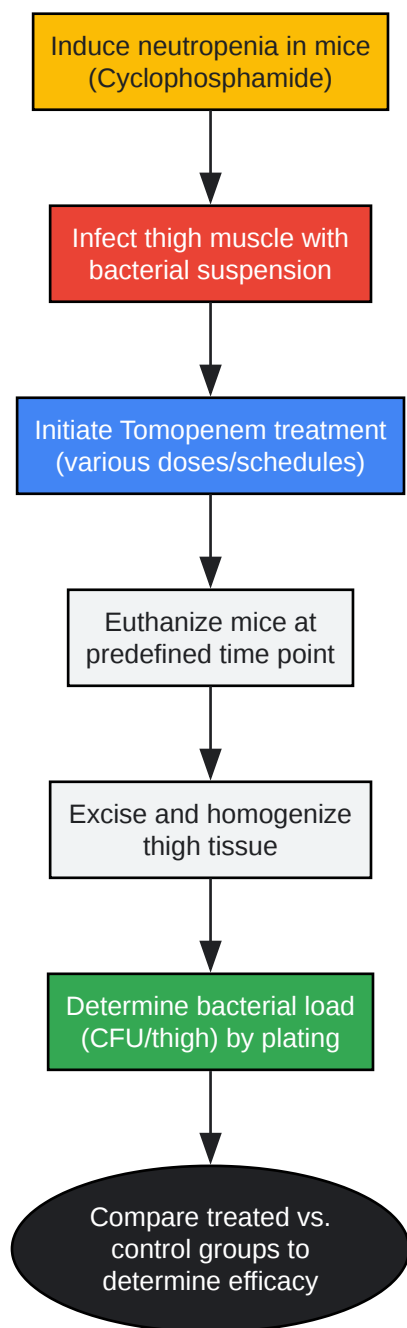 Induce neutropenia in mice
(Cyclophosphamide)
Infect thigh muscle with
bacterial suspension
Initiate Tomopenem treatment
(various doses/schedules)
Euthanize mice at
predefined time point
Excise and homogenize
thigh tissue
Determine bacterial load
(CFU/thigh) by plating
Compare treated vs.
control groups to
determine efficacy